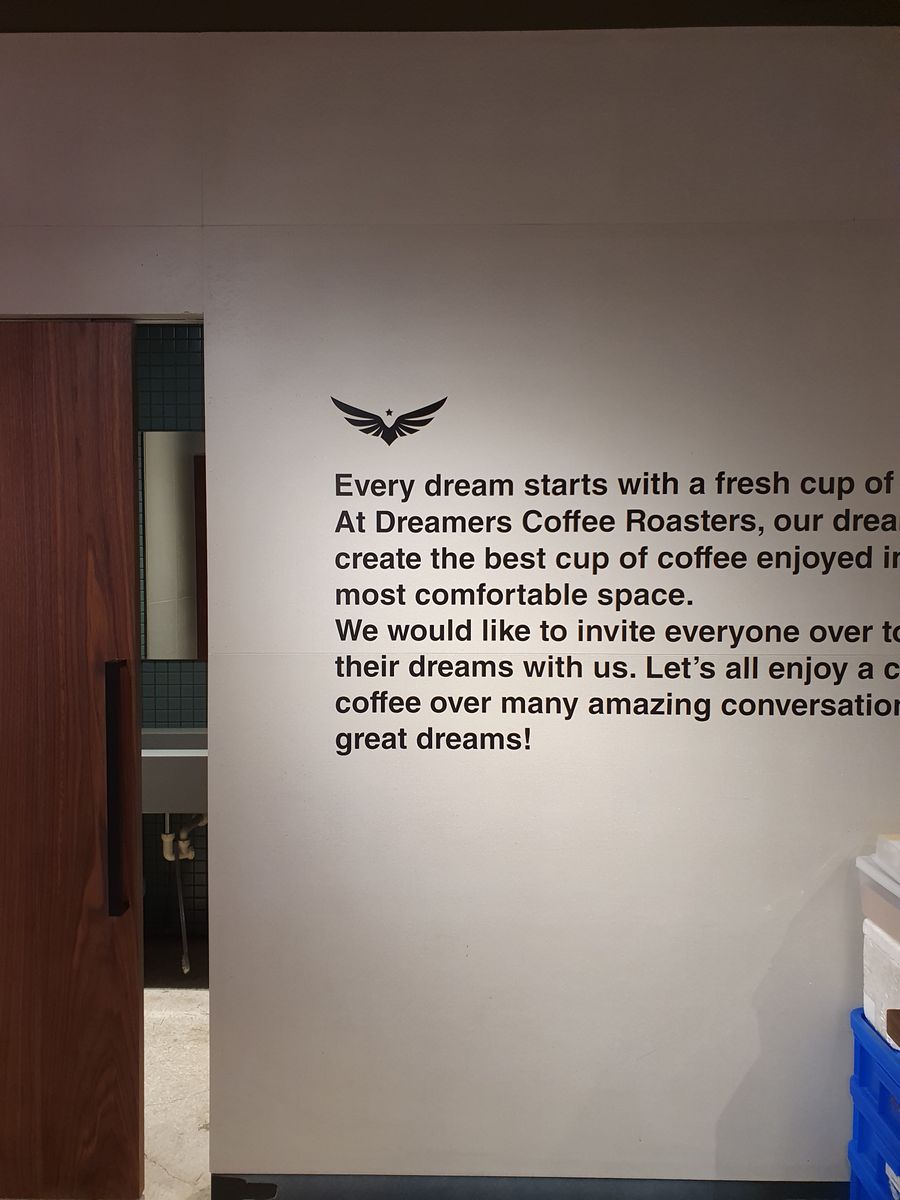 Every dream starts with a fresh cup of
At Dreamers Coffee Roasters, our drea
create the best cup of coffee enjoyed i
most comfortable space.
We would like to invite everyone over to
their dreams with us. Let’s all enjoy a c
coffee over many amazing conversation
great dreams!